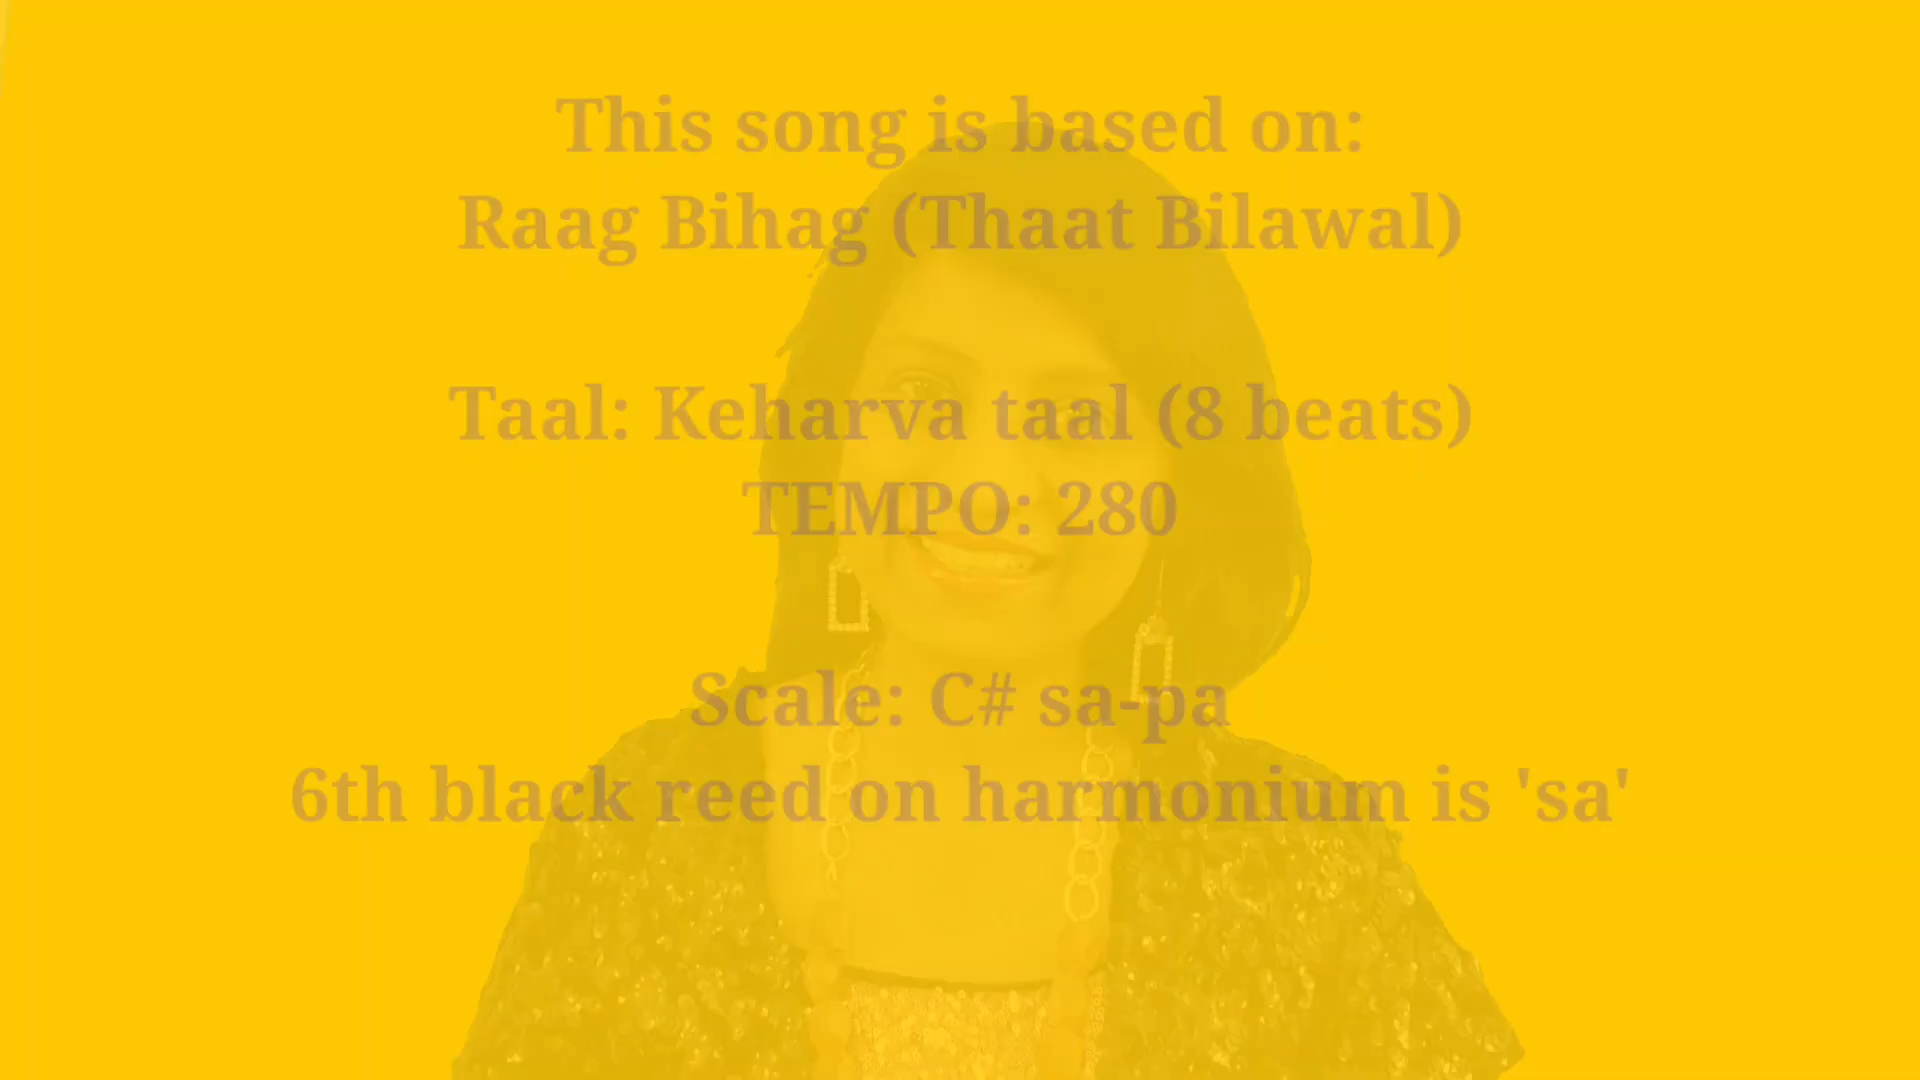 This song is based on:
Raag Bihag (Thaat Bilawal)
Taal: Keharva taal (8 beats)
TEMPO: 280
Scale: C# sa-pa
6th black reed on harmonium is 'sa'